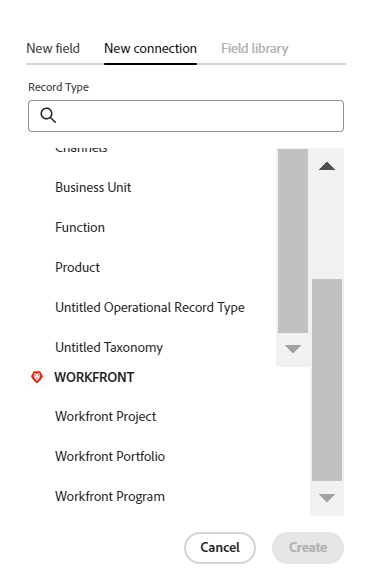 New field New connection Field library
Record Type
Channels
Business Unit
Function
Product
Untitled Operational Record Type
Untitled Taxonomy
WORKFRONT
Workfront Project
Workfront Portfolio
Workfront Program
Cancel Create